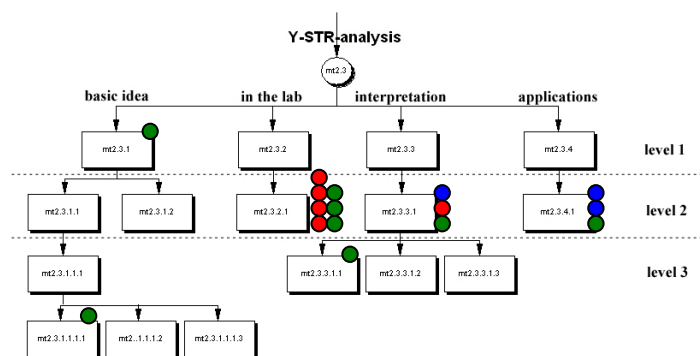 Y-STR-analysis
mt2.3
basic idea in the lab interpretation applications
mt2.3.1 mt2.3.2 mt2.3.3 mt2.3.4 level 1
mt2.3.1.1 mt2.3.1.2 mt2.3.2.1 mt2.3.3.1 mt2.3.4.1 level 2
mt2.3.1.1.1 mt2.3.3.1.1 mt2.3.3.1.2 mt2.3.3.1.3 level 3
mt2.3.1.1.1.1 mt2..1.1.1.2 mt2.3.1.1.1.3